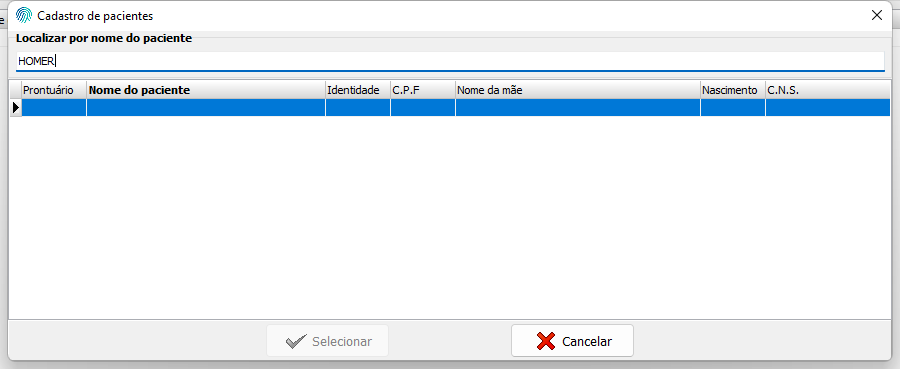 Cadastro de pacientes
Localizar por nome do paciente
HOMER
Prontuário Nome do paciente Identidade C.P.F Nome da mãe Nascimento C.N.S.
Selecionar Cancelar